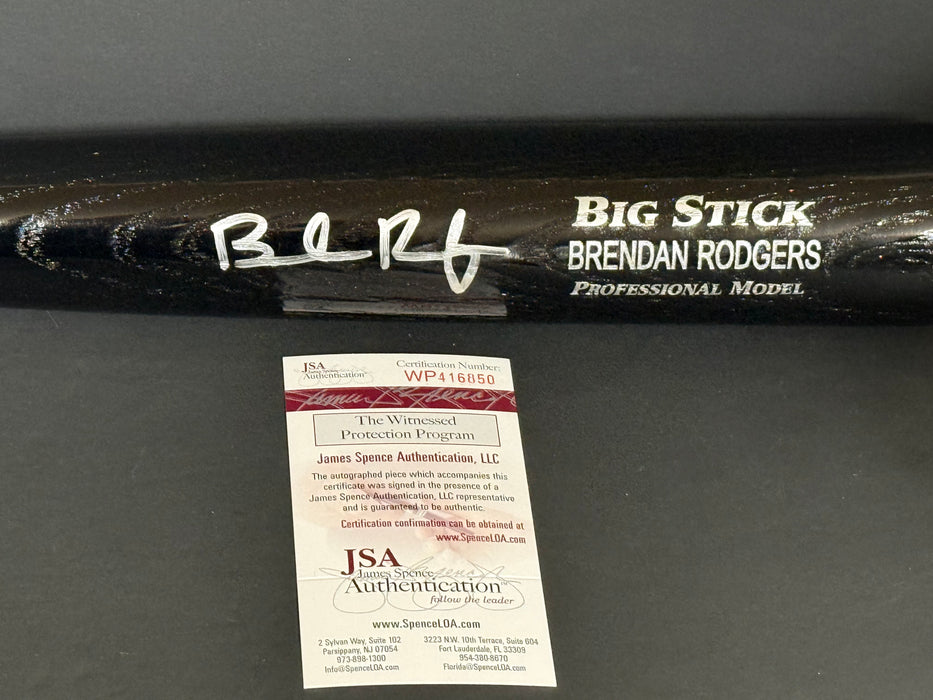 BIG STICK
BRENDAN RODGERS
PROFESSIONAL MODEL
JSA
Authentication
Certification Number:
WP416850
The Witnessed
Protection Program
James Spence Authentication, LLC
The autographed piece which accompanies this
certificate was signed in the presence of a
James Spence Authentication, LLC representative
and is guaranteed to be authentic.
Certification confirmation can be obtained at
www.SpenceLOA.com
JSA
James Spence
Authentication™
follow the leader
www.SpenceLOA.com
2 Sylvan Way, Suite 102
Parsippany, NJ 07054
973-898-1300
Info@SpenceLOA.com
3223 N.W. 10th Terrace, Suite 604
Fort Lauderdale, FL 33309
954-380-8670
Florida@SpenceLOA.com